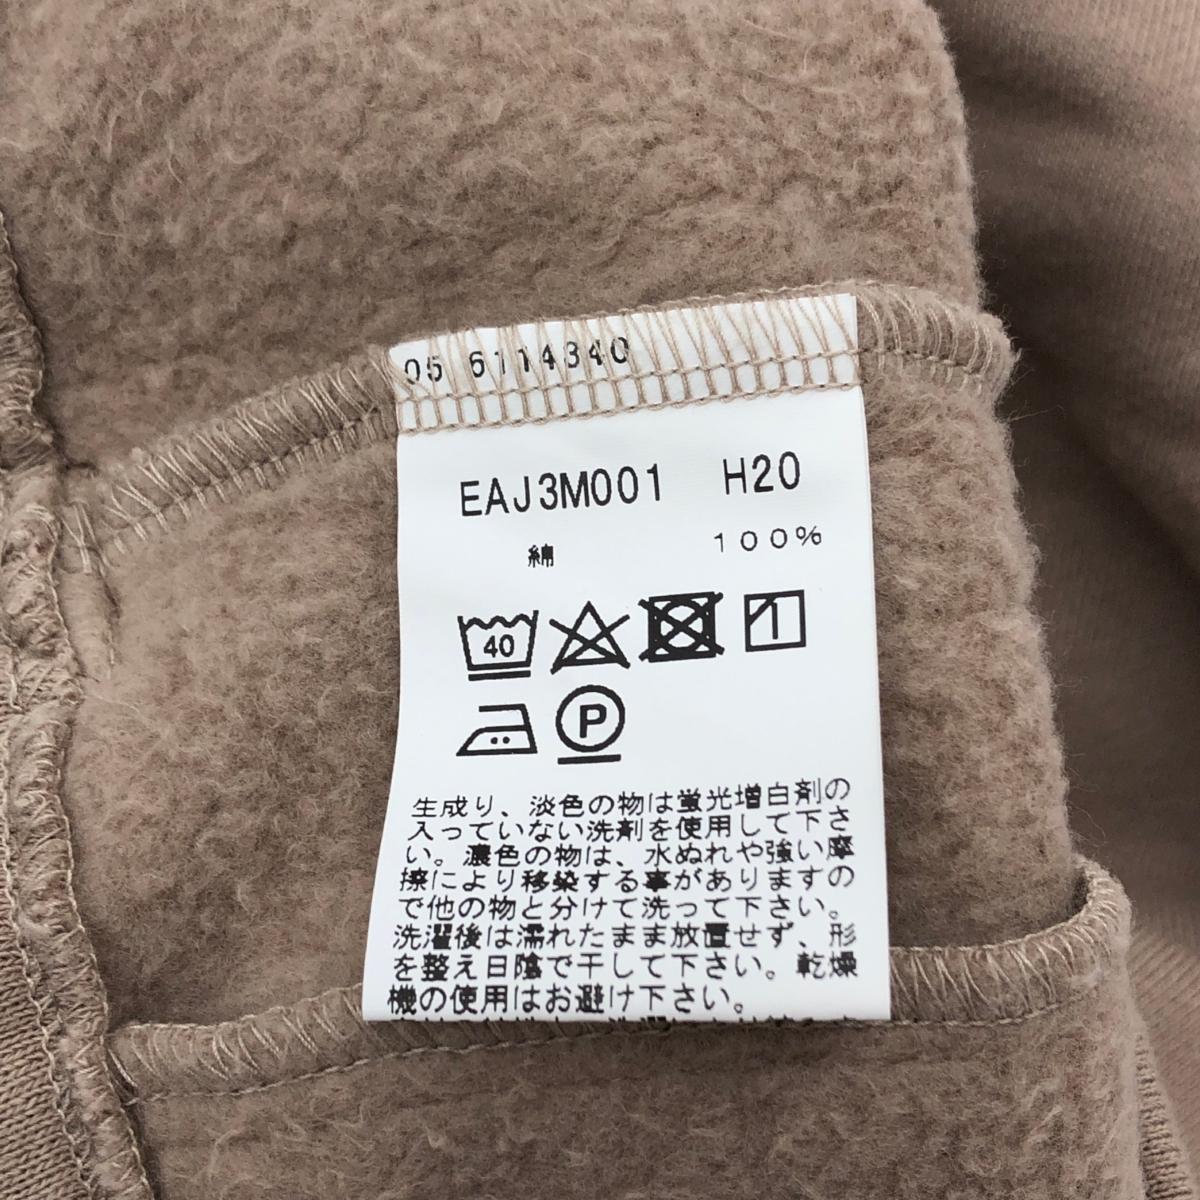 05 6114340
EAJ3M001 H20
綿 100%
40
1
P
生成り、淡色の物は蛍光増白剤の
入っていない洗剤を使用して下さ
い。濃色の物は、水ぬれや強い摩
擦により移染する事がありますの
で他の物と分けて洗って下さい。
洗濯後は濡れたまま放置せず、形
を整え日陰で干して下さい。乾燥
機の使用はお避け下さい。